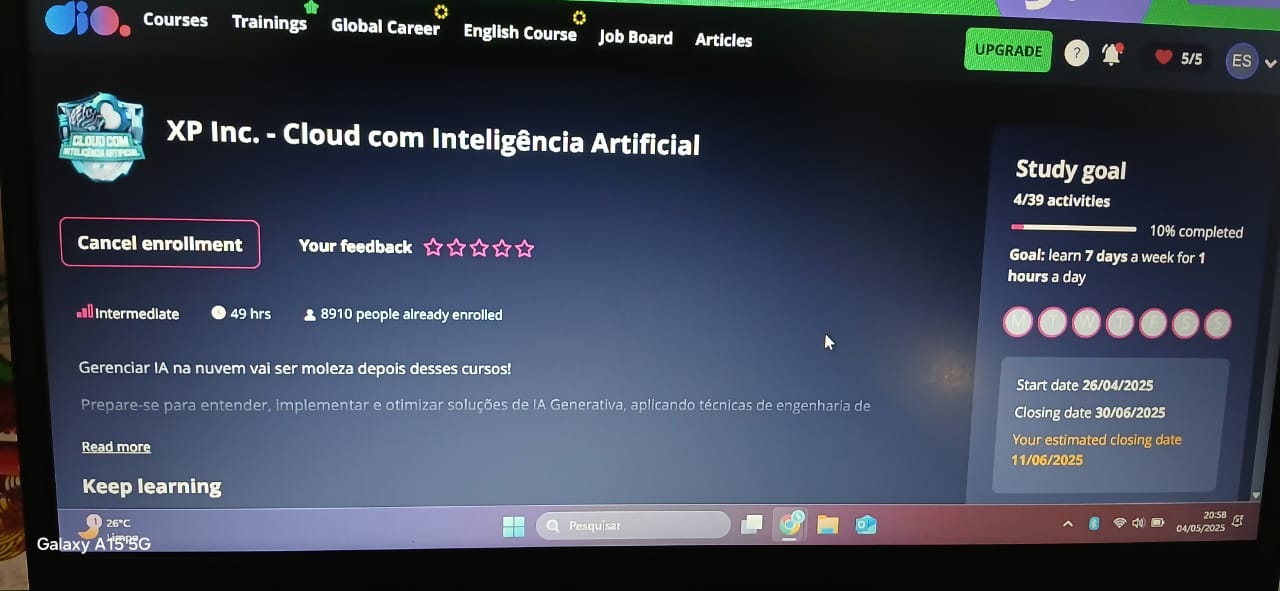 dio.
Courses
Trainings
Global Career
English Course
Job Board
Articles
UPGRADE
?
5/5
ES
CLOUD COM
INTELIGÊNCIA ARTIFICIAL
XP Inc. - Cloud com Inteligência Artificial
Cancel enrollment
Your feedback
Intermediate
49 hrs
8910 people already enrolled
Gerenciar IA na nuvem vai ser moleza depois desses cursos!
Prepare-se para entender, implementar e otimizar soluções de IA Generativa, aplicando técnicas de engenharia de
Read more
Keep learning
Study goal
4/39 activities
10% completed
Goal: learn 7 days a week for 1
hours a day
M T W T F S S
Start date 26/04/2025
Closing date 30/06/2025
Your estimated closing date
11/06/2025
1
26°C
Limpo
Pesquisar
20:58
04/05/2025
Galaxy A15 5G